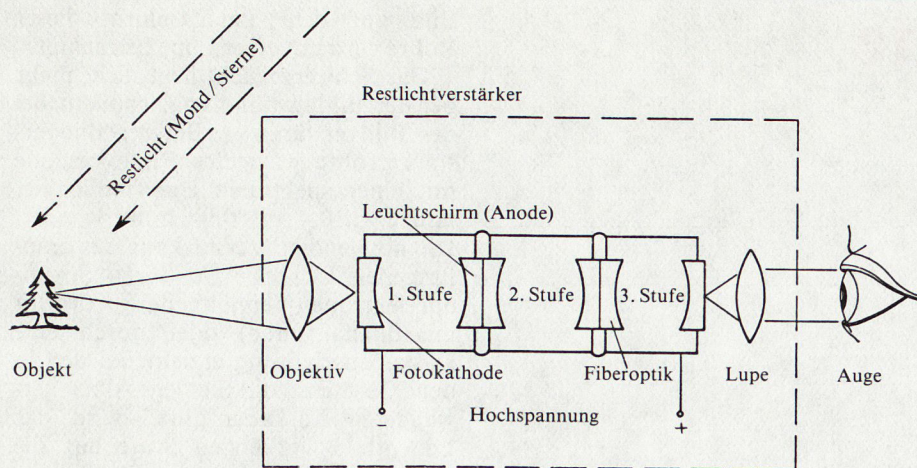 Restlicht (Mond/Sterne)
Restlichtverstärker
Leuchtschirm (Anode)
1. Stufe
2. Stufe
3. Stufe
Objekt
Objektiv
Fotokathode
Fiberoptik
Lupe
Auge
−
Hochspannung
+